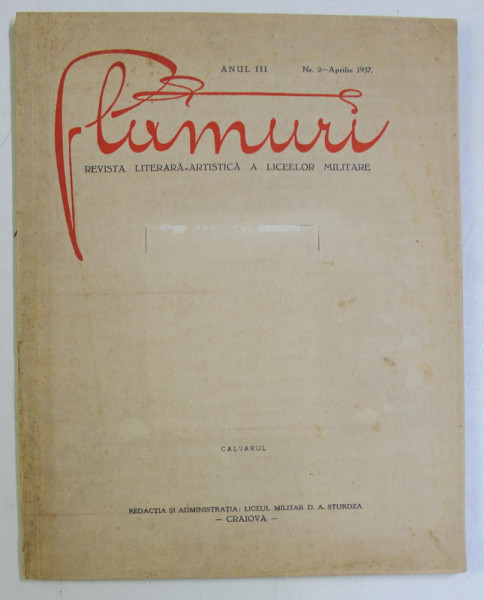 ANUL III Nr. 2—Aprilie 1937.
Flamuri
REVISTA LITERARĂ-ARTISTICĂ A LICEELOR MILITARE
CALVARUL
REDACȚIA ȘI ADMINISTRAȚIA: LICEUL MILITAR D. A. STURDZA
— CRAIOVA —